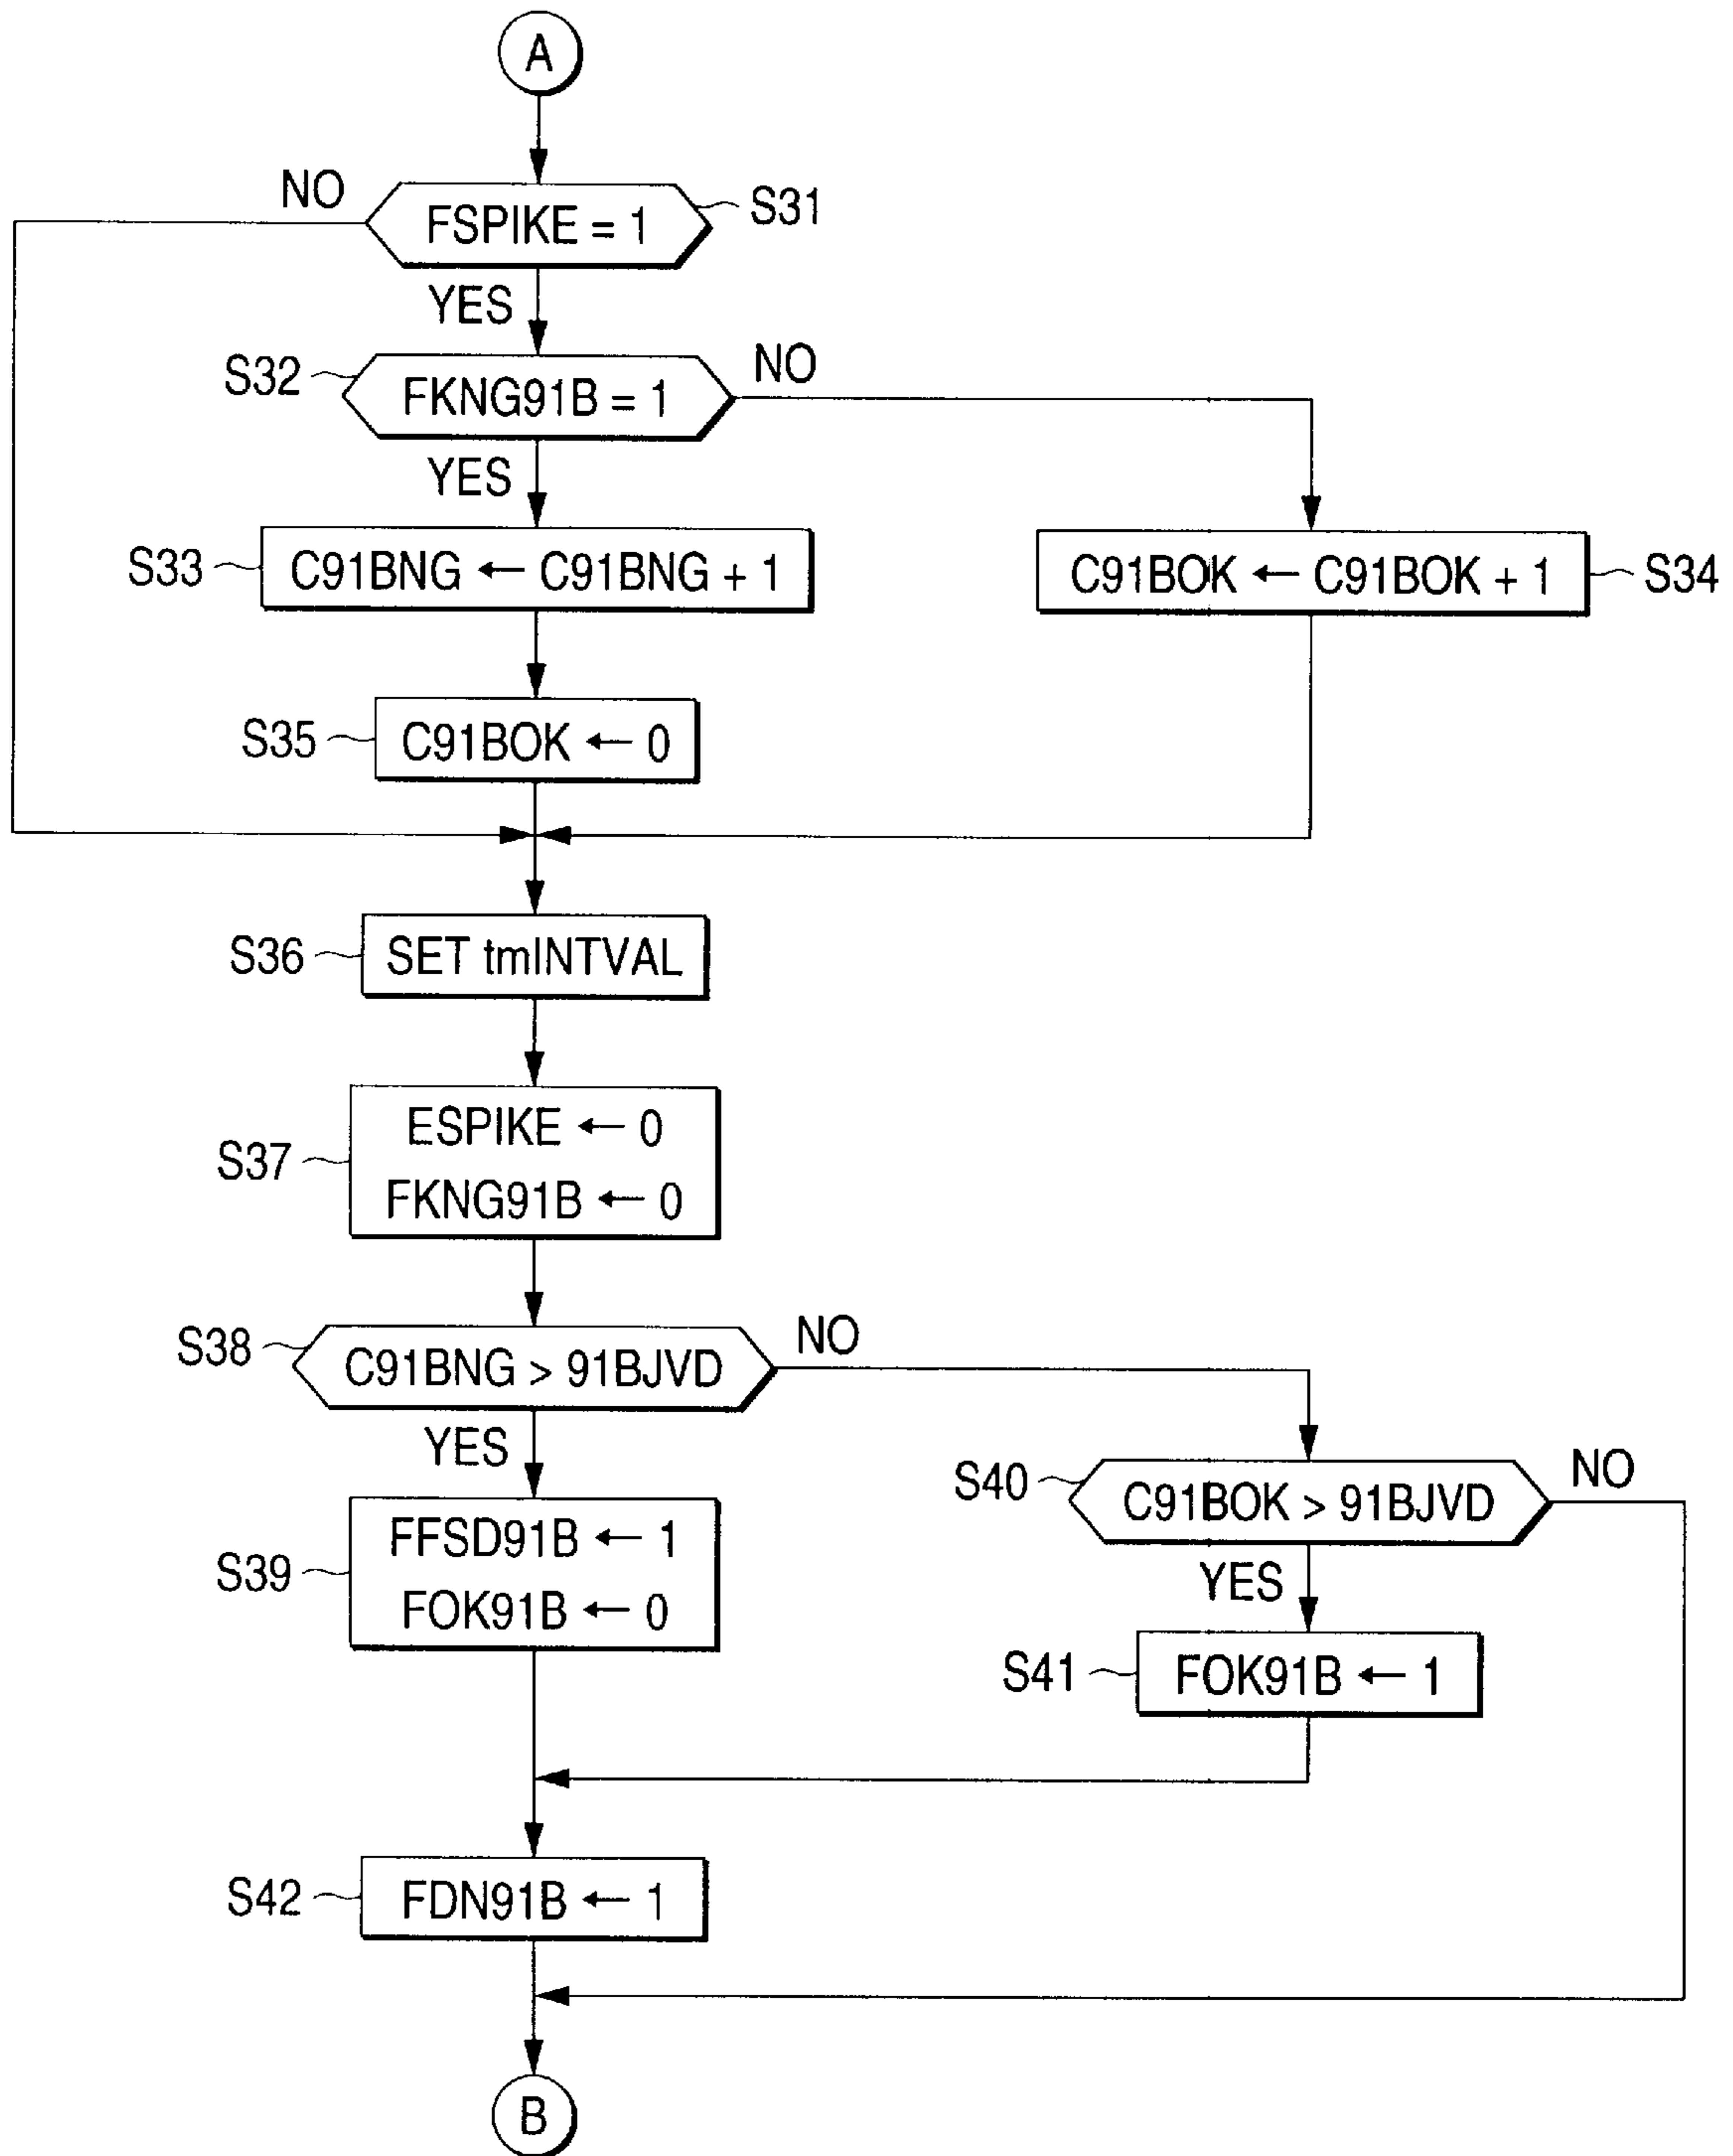 A
NO
FSPIKE = 1
S31
YES
S32
FKNG91B = 1
NO
YES
S33
C91BNG ← C91BNG + 1
C91BOK ← C91BOK + 1
S34
S35
C91BOK ← 0
S36
SET tmINTVAL
S37
ESPIKE ← 0
FKNG91B ← 0
S38
C91BNG > 91BJVD
NO
YES
S40
C91BOK > 91BJVD
NO
YES
S39
FFSD91B ← 1
FOK91B ← 0
S41
FOK91B ← 1
S42
FDN91B ← 1
B